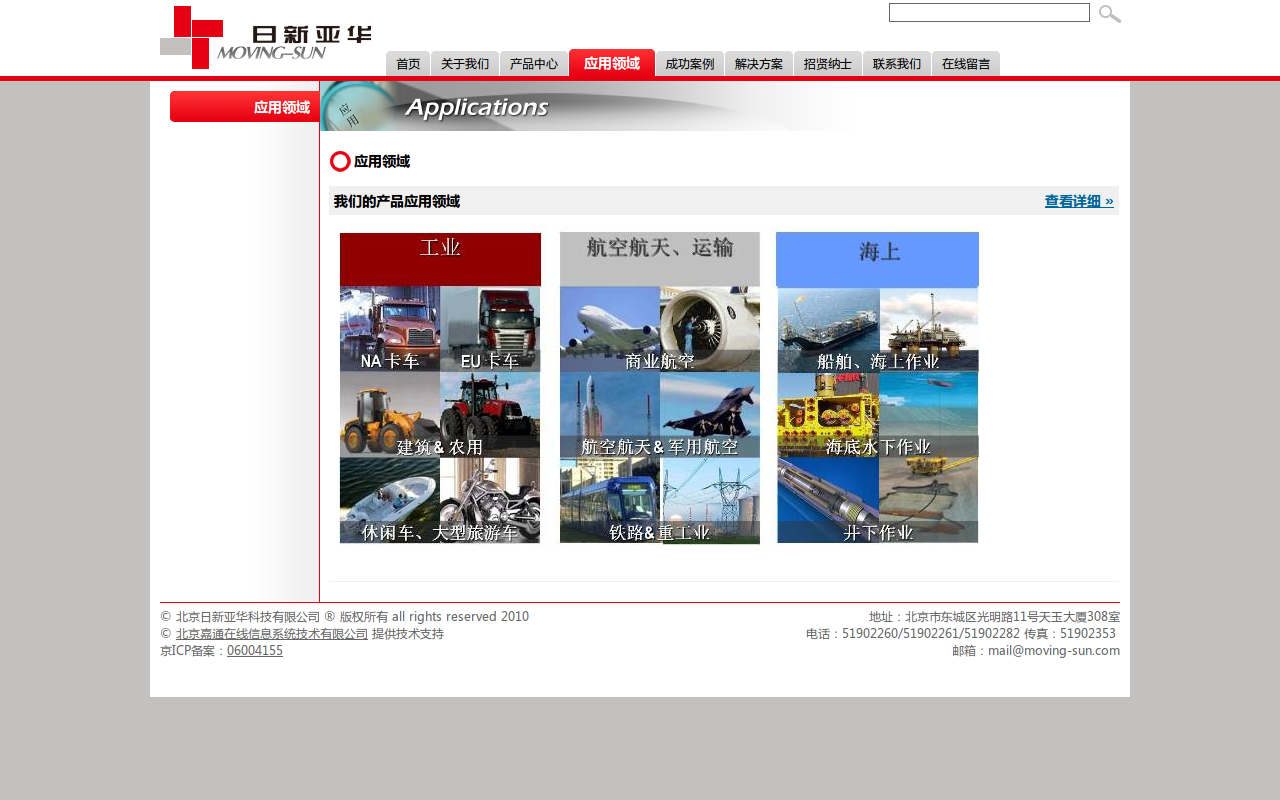 日新亚华
MOVING-SUN
首页 关于我们 产品中心 应用领域 成功案例 解决方案 招贤纳士 联系我们 在线留言
应用领域
应用
Applications
应用领域
我们的产品应用领域 查看详细 »
工业 航空航天、运输 海上
NA 卡车 EU 卡车 商业航空 船舶、海上作业
建筑& 农用 航空航天& 军用航空 海底水下作业
休闲车、大型旅游车 铁路&重工业 井下作业
© 北京日新亚华科技有限公司 ® 版权所有 all rights reserved 2010 地址：北京市东城区光明路11号天玉大厦308室
© 北京嘉通在线信息系统技术有限公司 提供技术支持 电话：51902260/51902261/51902282 传真：51902353
京ICP备案：06004155 邮箱：mail@moving-sun.com